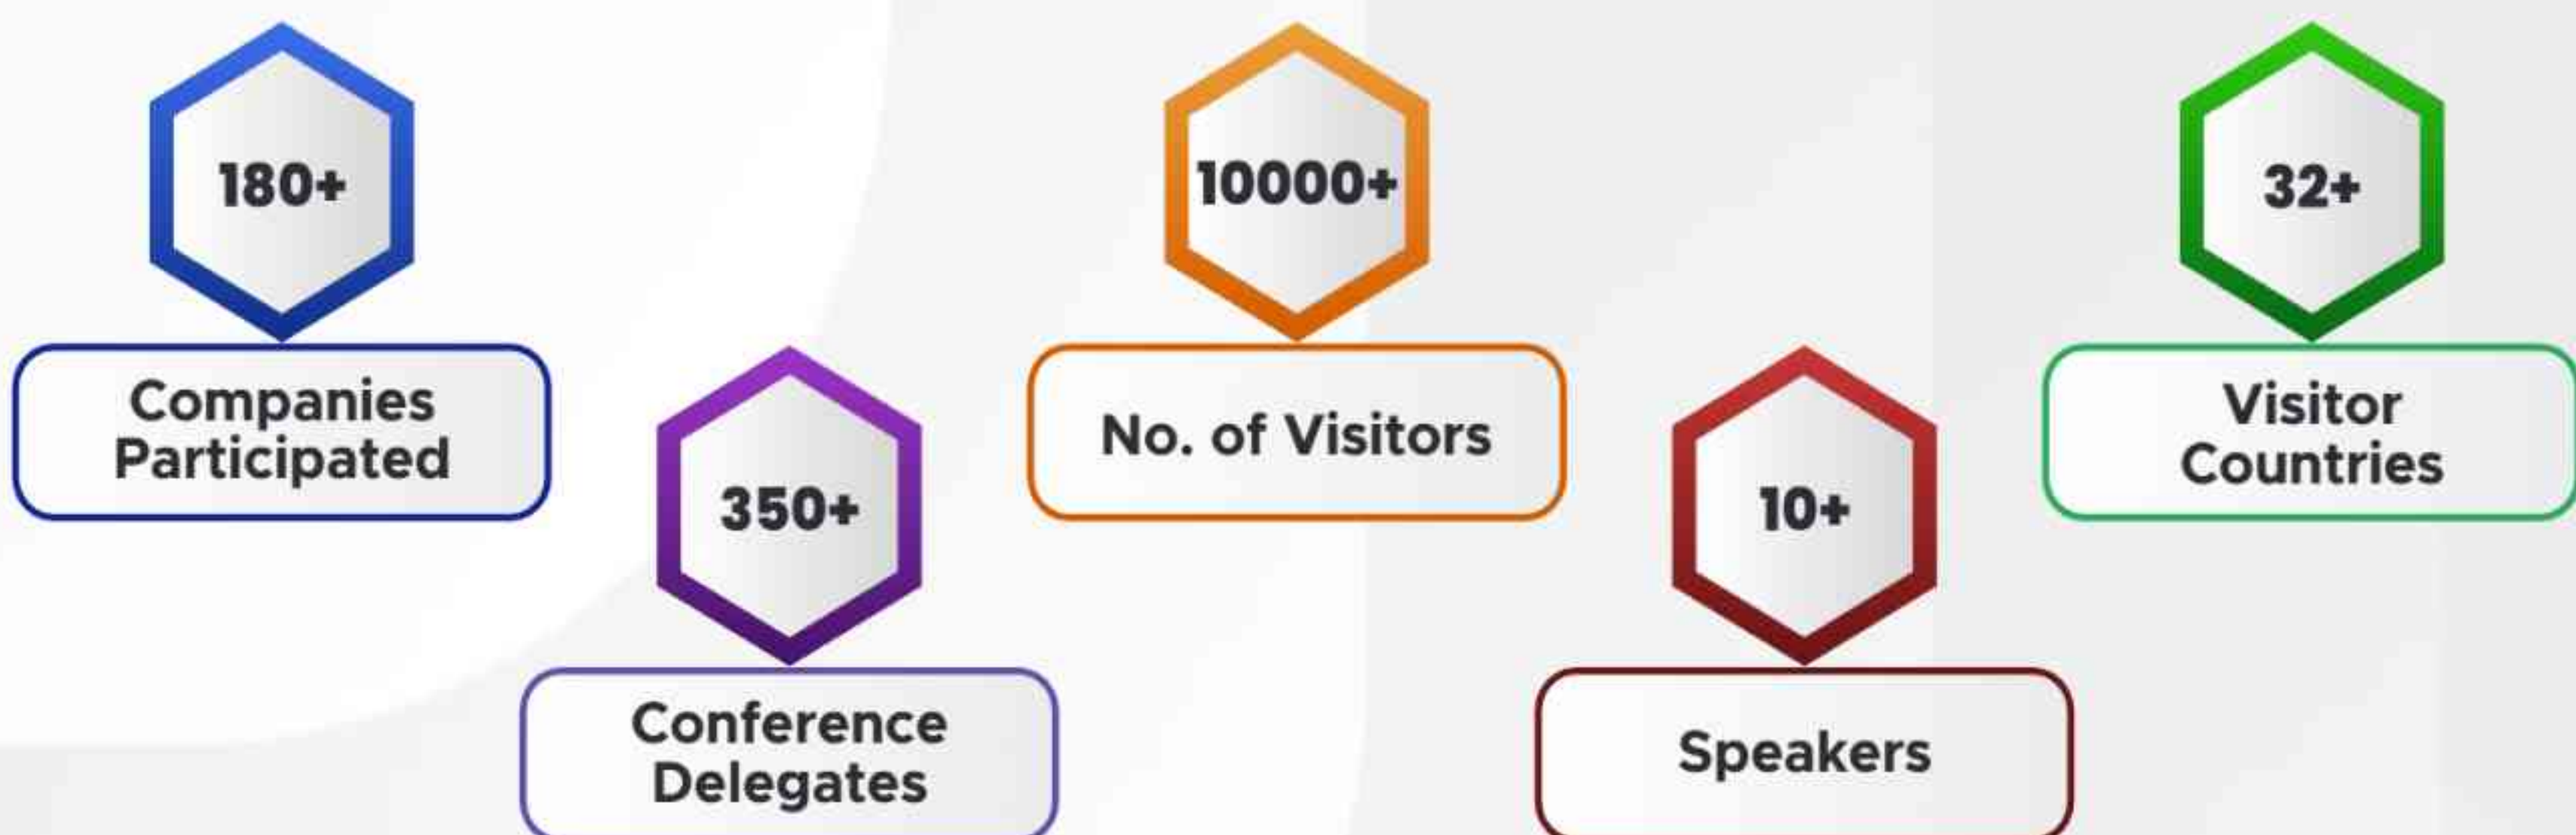 180+
Companies
Participated
350+
Conference
Delegates
10000+
No. of Visitors
10+
Speakers
32+
Visitor
Countries